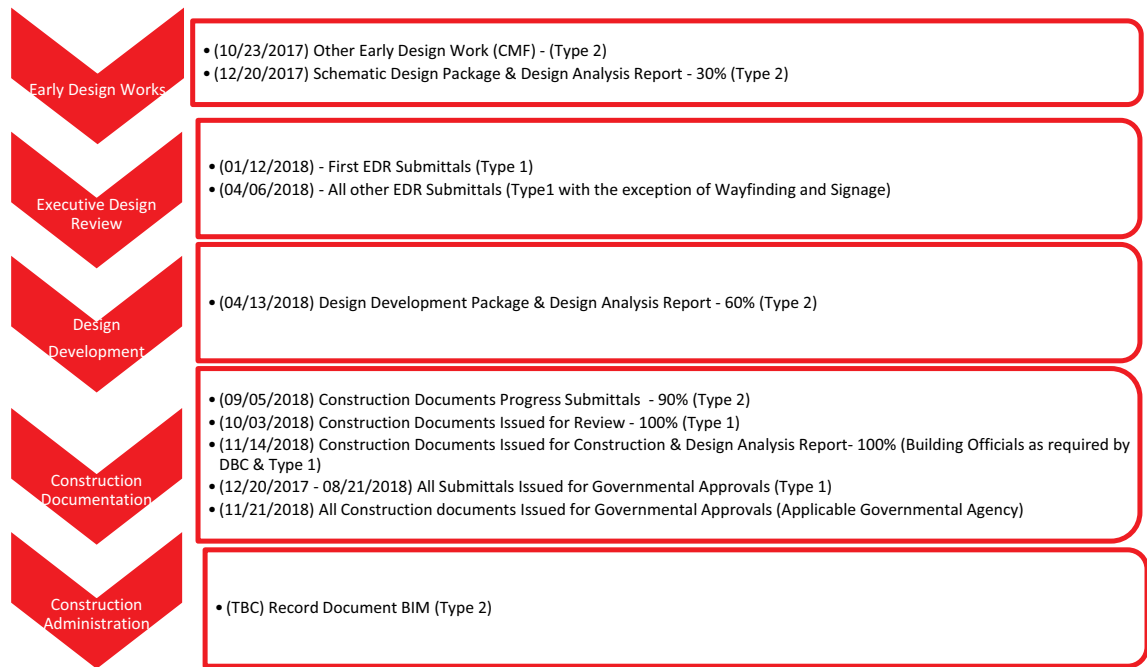 Early Design Works
• (10/23/2017) Other Early Design Work (CMF) - (Type 2)
• (12/20/2017) Schematic Design Package & Design Analysis Report - 30% (Type 2)
Executive Design
Review
• (01/12/2018) - First EDR Submittals (Type 1)
• (04/06/2018) - All other EDR Submittals (Type1 with the exception of Wayfinding and Signage)
Design
Development
• (04/13/2018) Design Development Package & Design Analysis Report - 60% (Type 2)
Construction
Documentation
• (09/05/2018) Construction Documents Progress Submittals - 90% (Type 2)
• (10/03/2018) Construction Documents Issued for Review - 100% (Type 1)
• (11/14/2018) Construction Documents Issued for Construction & Design Analysis Report- 100% (Building Officials as required by
DBC & Type 1)
• (12/20/2017 - 08/21/2018) All Submittals Issued for Governmental Approvals (Type 1)
• (11/21/2018) All Construction documents Issued for Governmental Approvals (Applicable Governmental Agency)
Construction
Administration
• (TBC) Record Document BIM (Type 2)